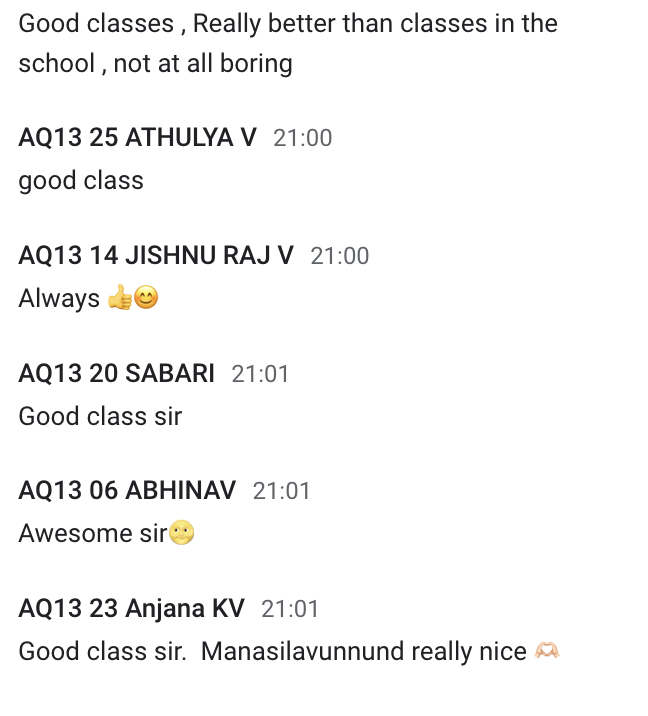 Good classes , Really better than classes in the
school , not at all boring
AQ13 25 ATHULYA V 21:00
good class
AQ13 14 JISHNU RAJ V 21:00
Always 👍😊
AQ13 20 SABARI 21:01
Good class sir
AQ13 06 ABHINAV 21:01
Awesome sir🌝
AQ13 23 Anjana KV 21:01
Good class sir.  Manasilavunnund really nice 🫶🏻